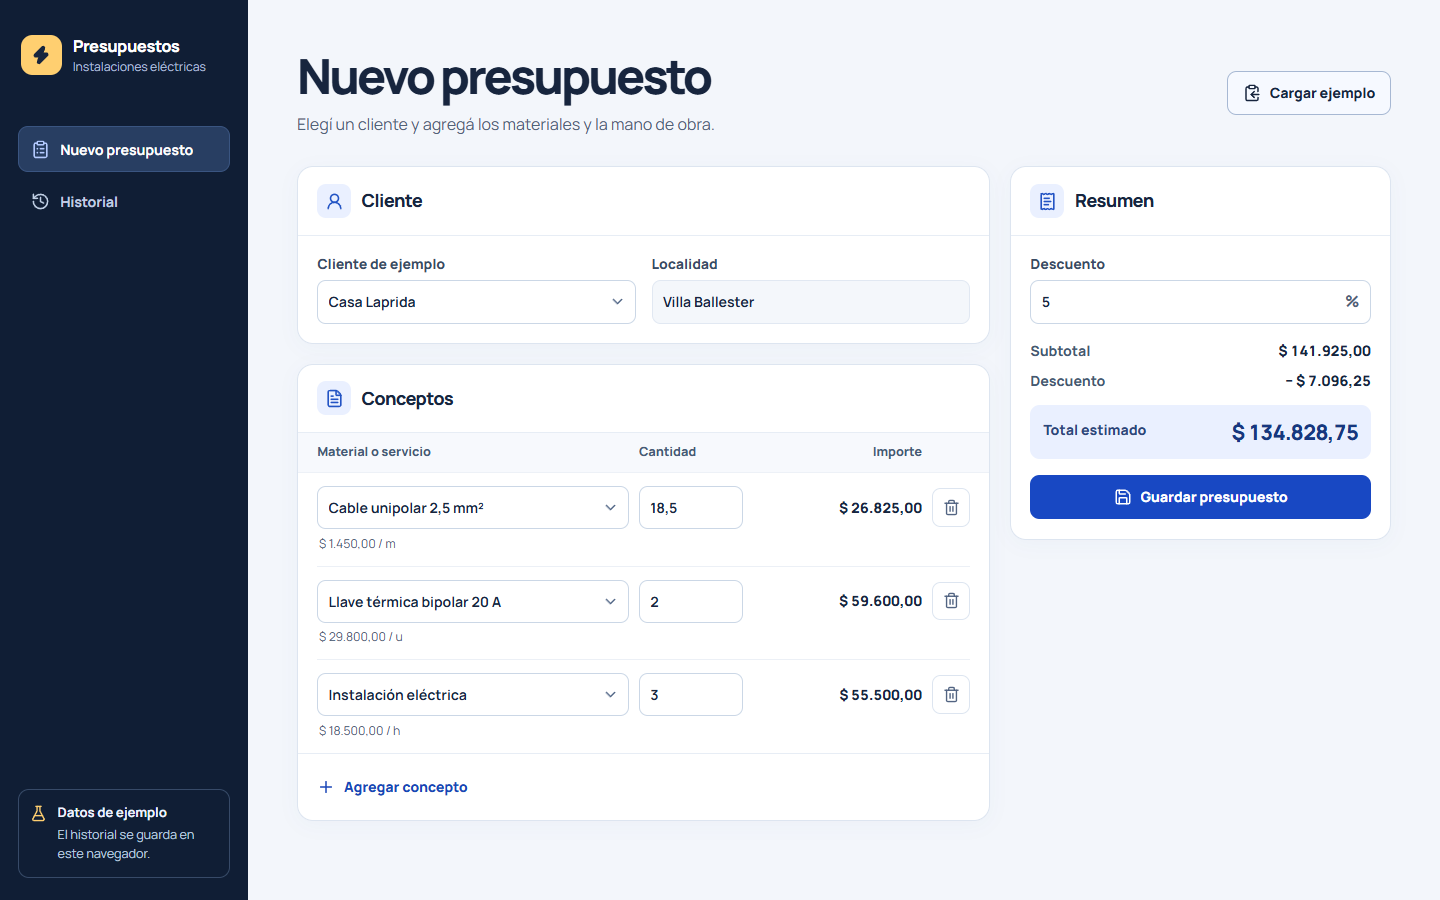 Presupuestos
Instalaciones eléctricas
Nuevo presupuesto
Historial
Datos de ejemplo
El historial se guarda en
este navegador.
Nuevo presupuesto
Elegí un cliente y agregá los materiales y la mano de obra.
Cargar ejemplo
Cliente
Cliente de ejemplo
Localidad
Casa Laprida
Villa Ballester
Conceptos
Material o servicio
Cantidad
Importe
Cable unipolar 2,5 mm²
18,5
$ 26.825,00
$ 1.450,00 / m
Llave térmica bipolar 20 A
2
$ 59.600,00
$ 29.800,00 / u
Instalación eléctrica
3
$ 55.500,00
$ 18.500,00 / h
Agregar concepto
Resumen
Descuento
5
%
Subtotal
$ 141.925,00
Descuento
− $ 7.096,25
Total estimado
$ 134.828,75
Guardar presupuesto